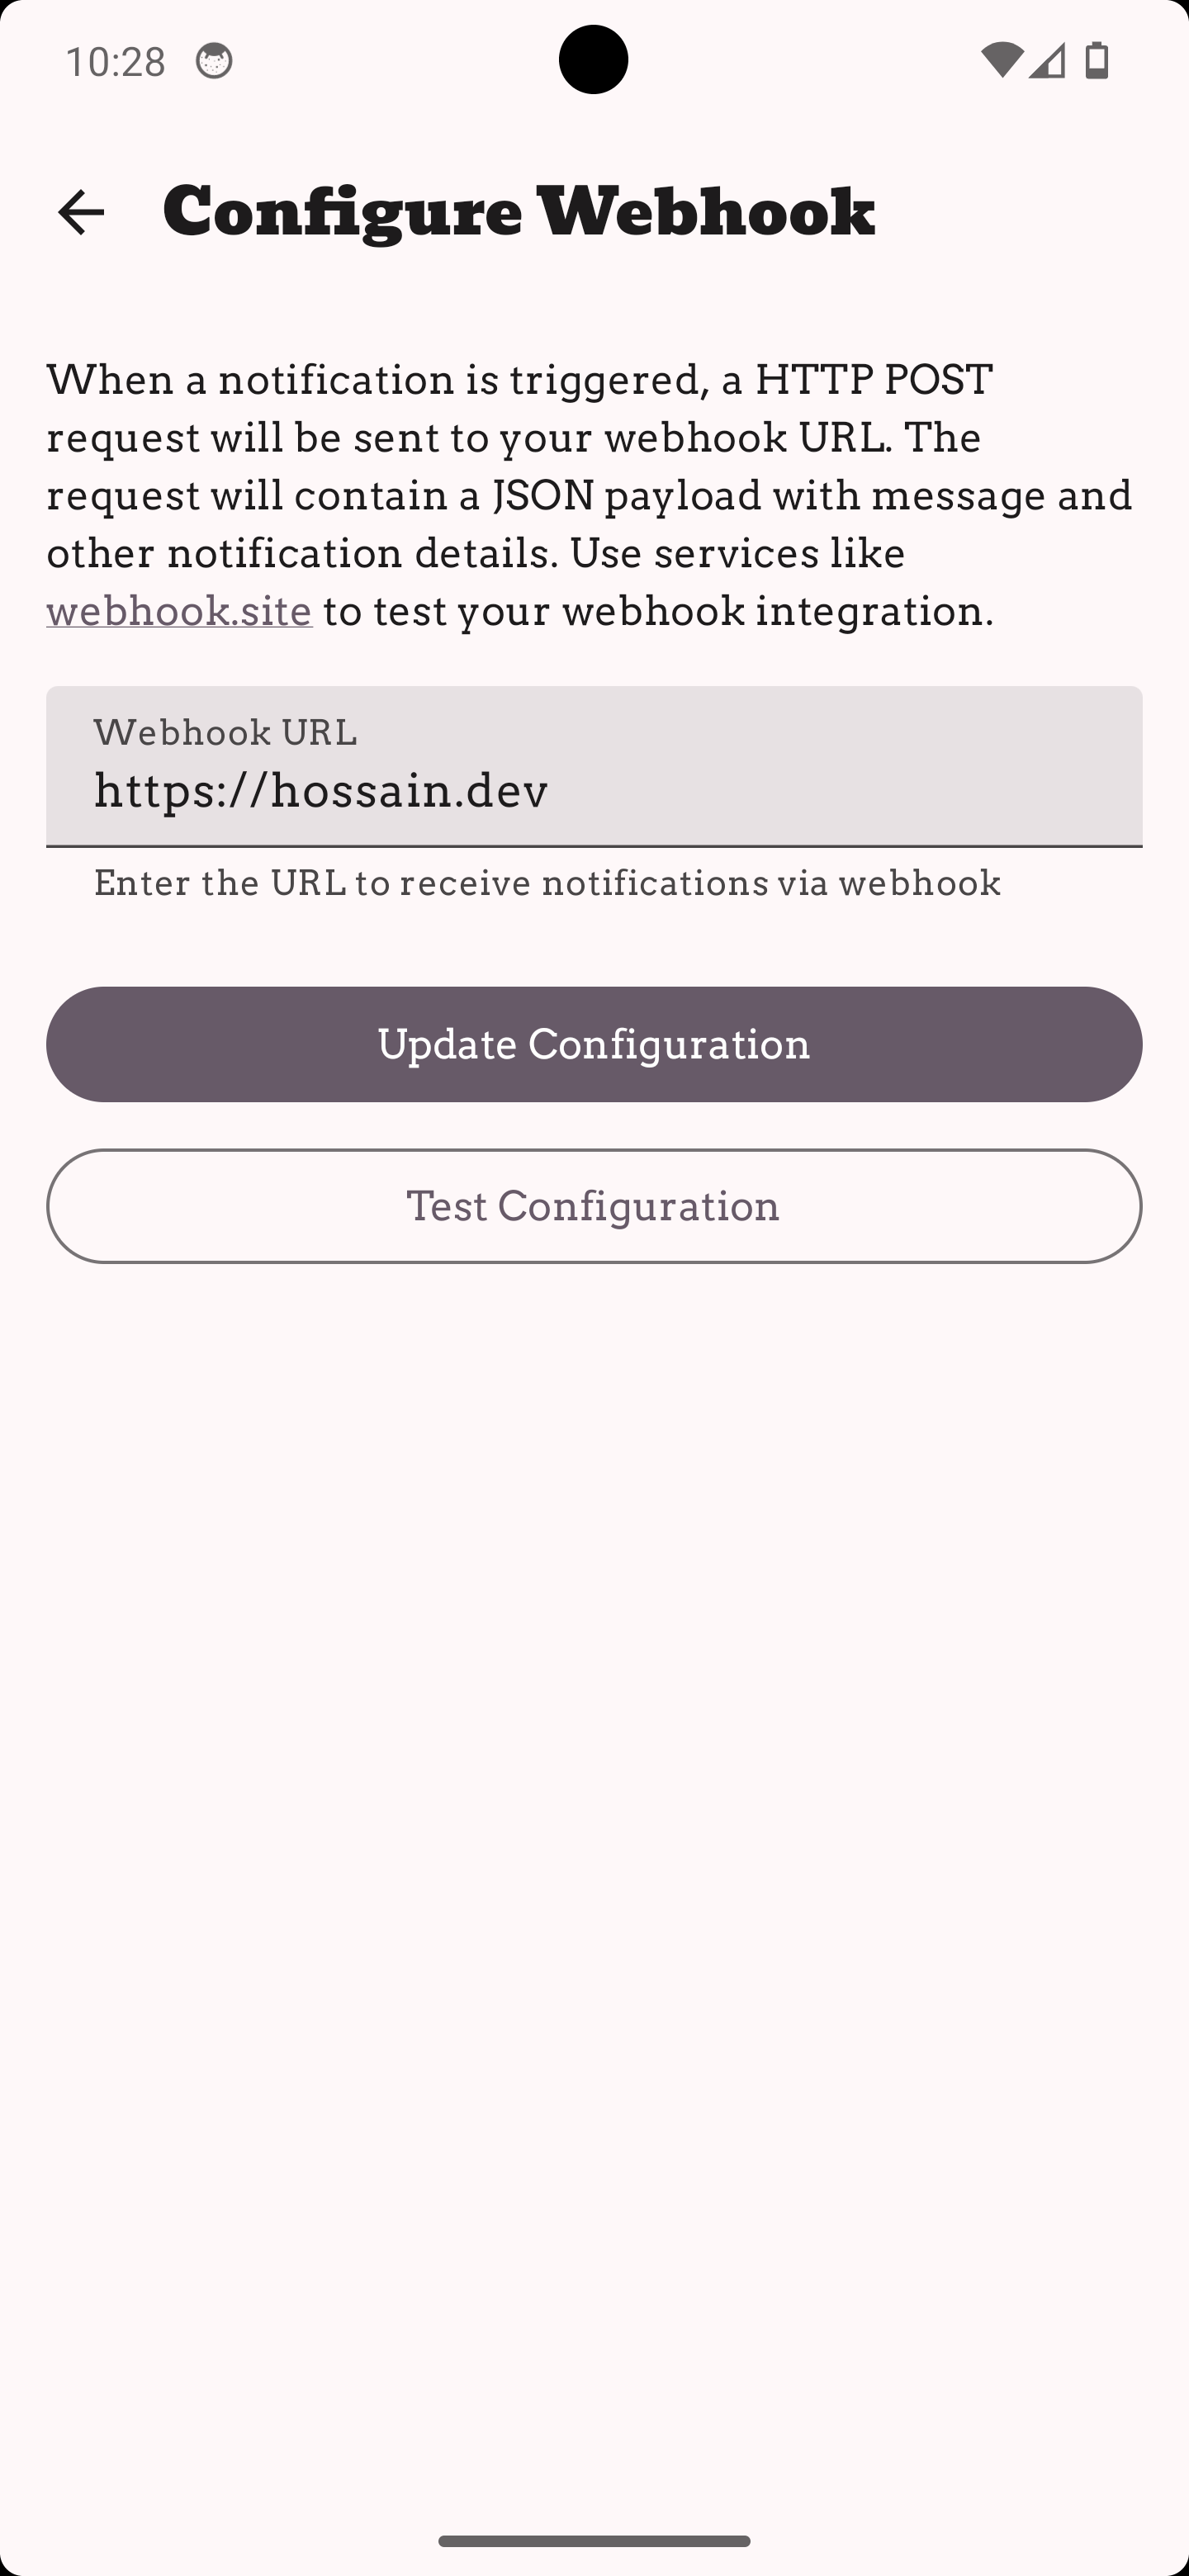 10:28
Configure Webhook
When a notification is triggered, a HTTP POST
request will be sent to your webhook URL. The
request will contain a JSON payload with message and
other notification details. Use services like
webhook.site to test your webhook integration.
Webhook URL
https://hossain.dev
Enter the URL to receive notifications via webhook
Update Configuration
Test Configuration